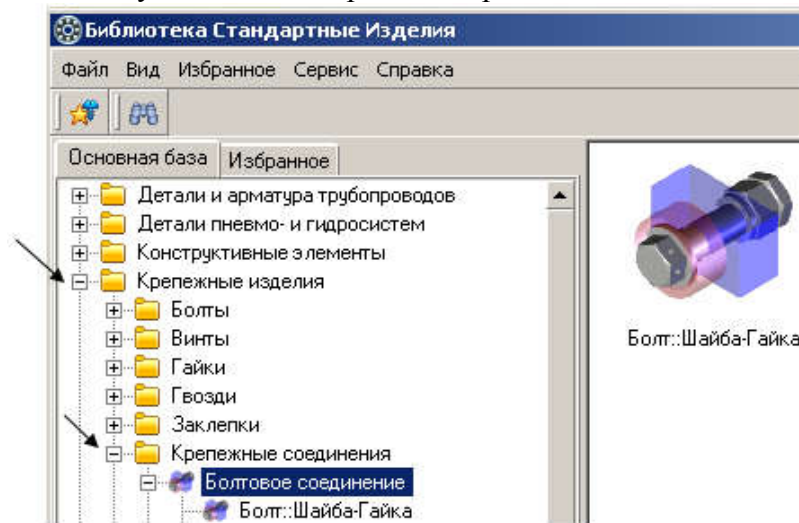 Библиотека Стандартные Изделия
Файл Вид Избранное Сервис Справка
Основная база Избранное
Детали и арматура трубопроводов
Детали пневмо- и гидросистем
Конструктивные элементы
Крепежные изделия
Болты
Винты
Гайки
Гвозди
Заклепки
Крепежные соединения
Болтовое соединение
Болт::Шайба-Гайка
Болт::Шайба-Гайка